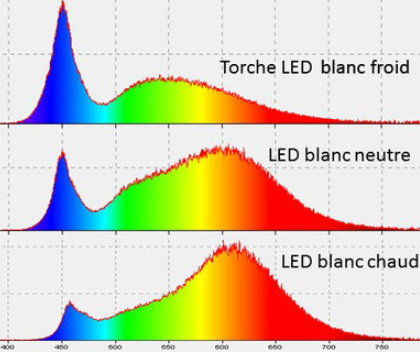 Torche LED blanc froid
LED blanc neutre
LED blanc chaud
400 450 500 550 600 650 700 750